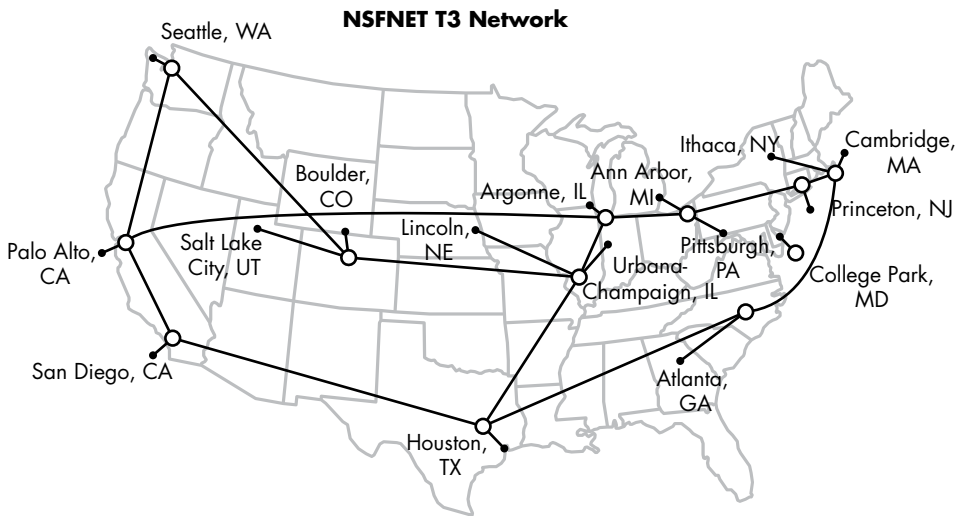 NSFNET T3 Network
Seattle, WA
Ithaca, NY
Cambridge,
MA
Boulder,
CO
Argonne, IL
Ann Arbor,
MI
Princeton, NJ
Palo Alto,
CA
Salt Lake
City, UT
Lincoln,
NE
Urbana-
Champaign, IL
Pittsburgh,
PA
College Park,
MD
San Diego, CA
Atlanta,
GA
Houston,
TX